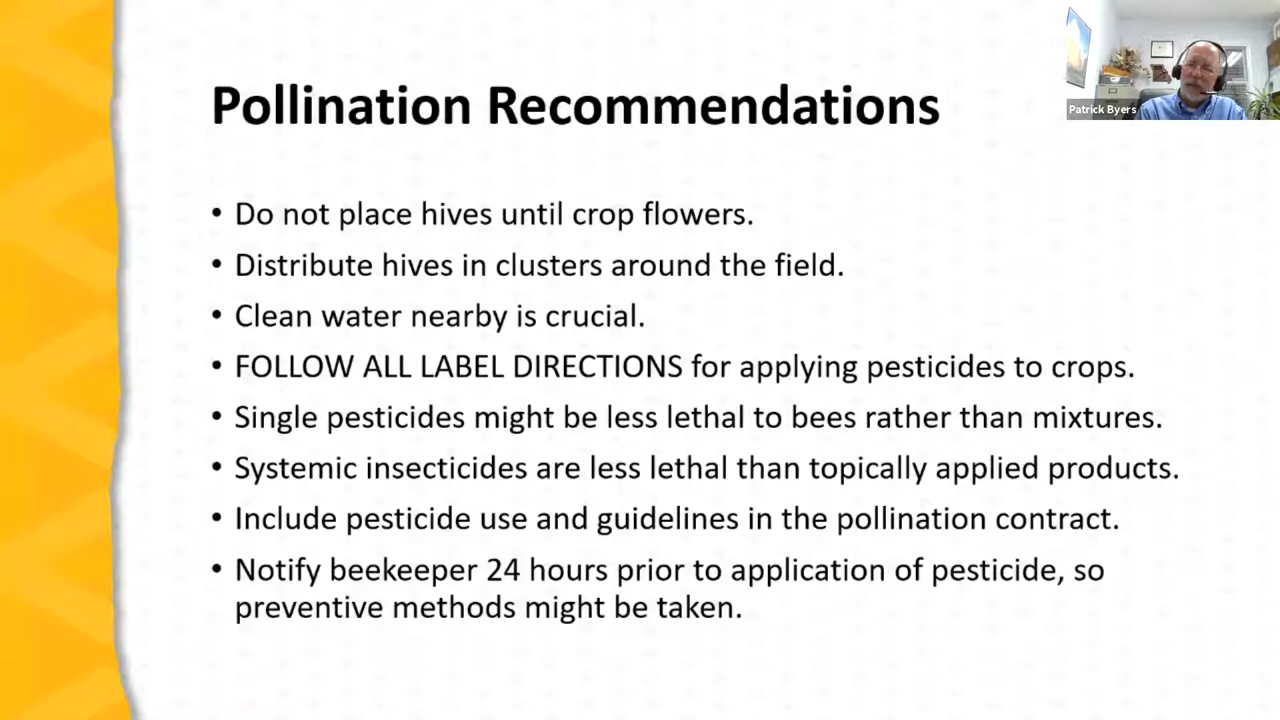 Pollination Recommendations
Patrick Byers
• Do not place hives until crop flowers.
• Distribute hives in clusters around the field.
• Clean water nearby is crucial.
• FOLLOW ALL LABEL DIRECTIONS for applying pesticides to crops.
• Single pesticides might be less lethal to bees rather than mixtures.
• Systemic insecticides are less lethal than topically applied products.
• Include pesticide use and guidelines in the pollination contract.
• Notify beekeeper 24 hours prior to application of pesticide, so
preventive methods might be taken.